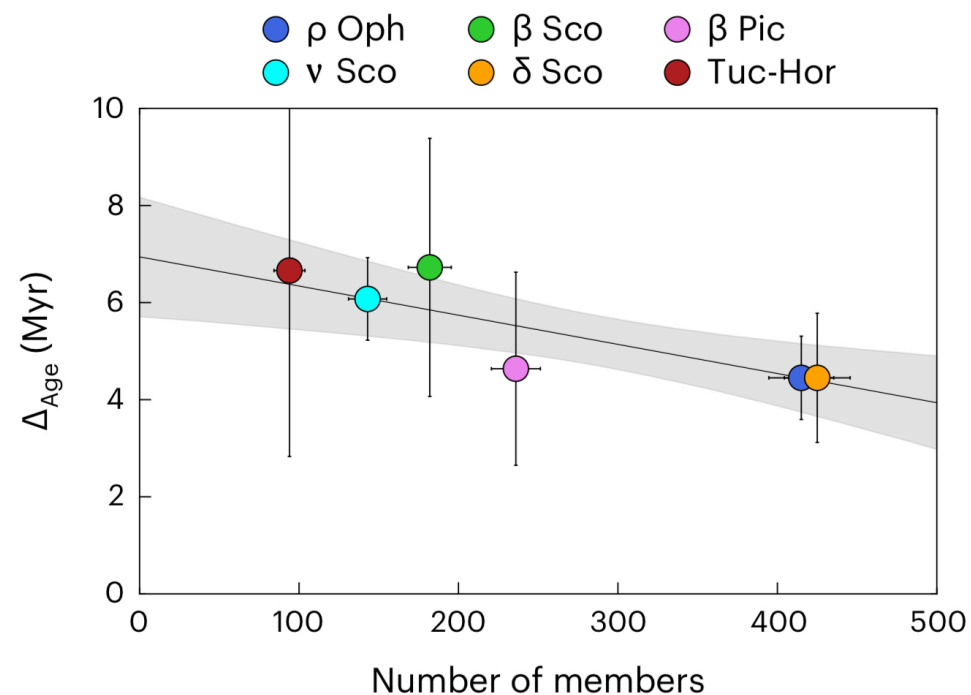 ρ Oph β Sco β Pic
ν Sco δ Sco Tuc-Hor
10
8
6
4
2
0
Δ_Age (Myr)
0 100 200 300 400 500
Number of members